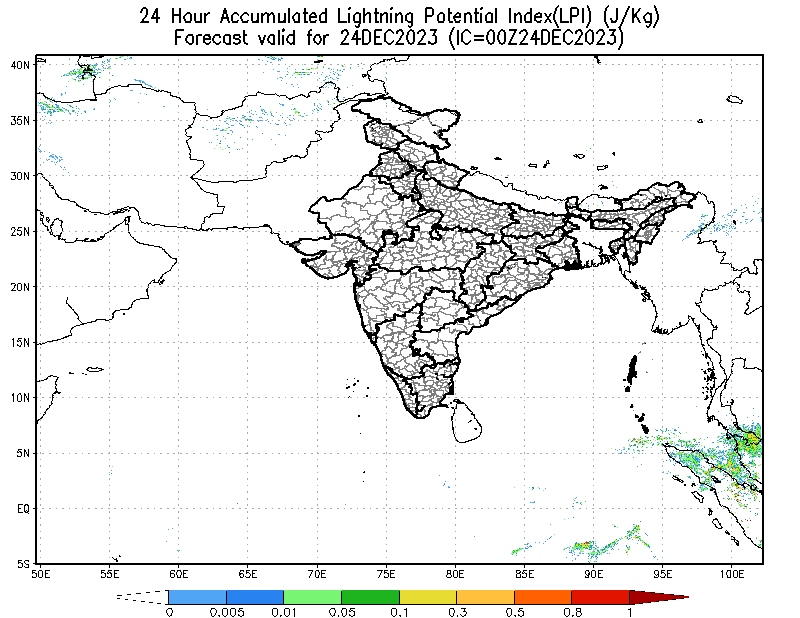 24 Hour Accumulated Lightning Potential Index(LPI) (J/Kg)
Forecast valid for 24DEC2023 (IC=00Z24DEC2023)
40N
35N
30N
25N
20N
15N
10N
5N
EQ
5S
50E 55E 60E 65E 70E 75E 80E 85E 90E 95E 100E
0 0.005 0.01 0.05 0.1 0.3 0.5 0.8 1